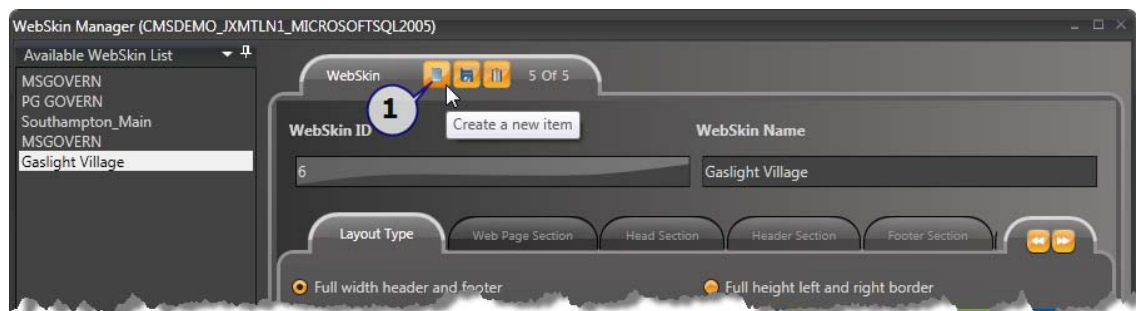 WebSkin Manager (CMSDEMO_JXMTLN1_MICROSOFTSQL2005)
Available WebSkin List
MSGOVERN
PG GOVERN
Southampton_Main
MSGOVERN
Gaslight Village
WebSkin 5 Of 5
1
Create a new item
WebSkin ID WebSkin Name
6 Gaslight Village
Layout Type Web Page Section Head Section Header Section Footer Section
Full width header and footer Full height left and right border